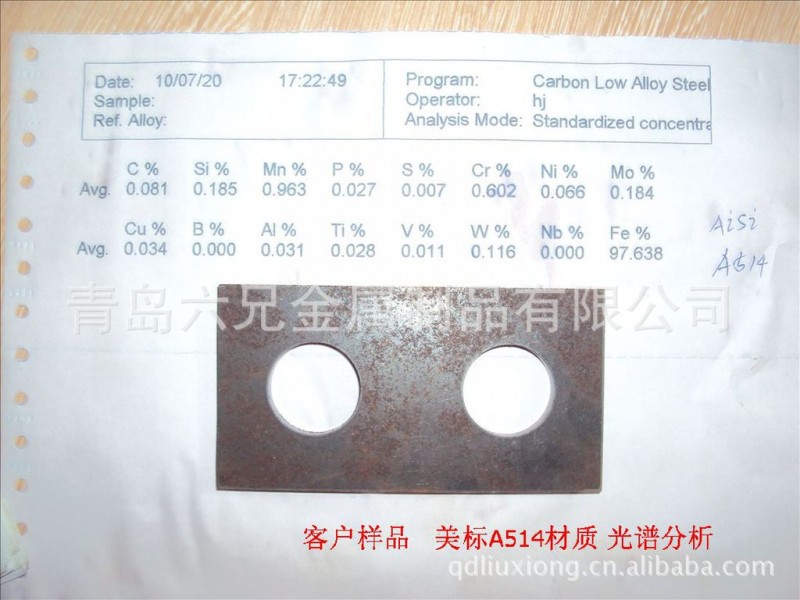 Date: 10/07/20 17:22:49 Program: Carbon Low Alloy Steel
Sample: Operator: hj
Ref. Alloy: Analysis Mode: Standardized concentra
C % Si % Mn % P % S % Cr % Ni % Mo %
Avg. 0.081 0.185 0.963 0.027 0.007 0.602 0.066 0.184
Cu % B % Al % Ti % V % W % Nb % Fe %
Avg. 0.034 0.000 0.031 0.028 0.011 0.116 0.000 97.638
AiSi
A514
青岛六兄金属制品有限公司
客户样品 美标A514材质 光谱分析
qdliuxiong.cn.alibaba.com